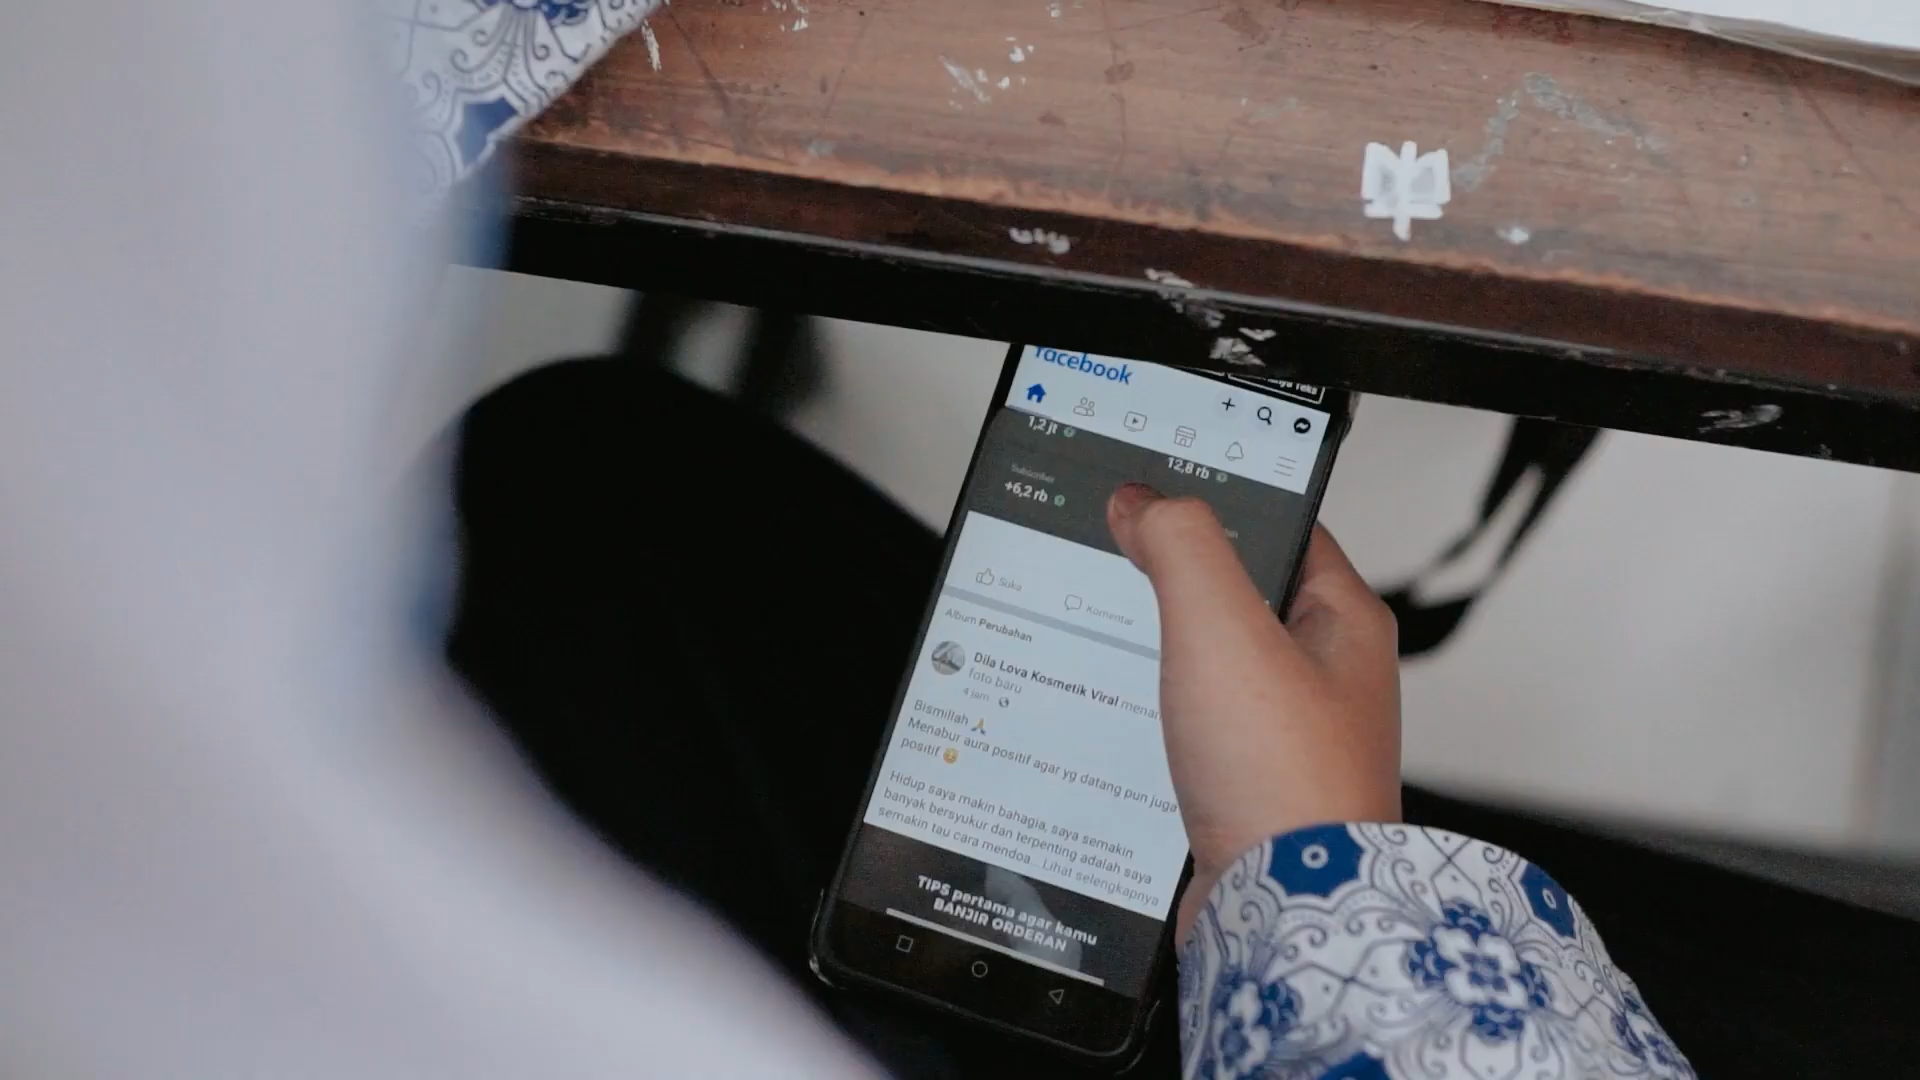 facebook
Teks
1,2 jt
12,8 rb
Subscriber
+6,2 rb
Suka
Komentar
Album Perubahan
Dila Lova Kosmetik Viral
foto baru
4 jam
Bismillah 🙏
Menabur aura positif agar yg datang pun juga
positif 😊
Hidup saya makin bahagia, saya semakin
banyak bersyukur dan terpenting adalah saya
semakin tau cara mendoa... Lihat selengkapnya
TIPS pertama agar kamu
BANJIR ORDERAN